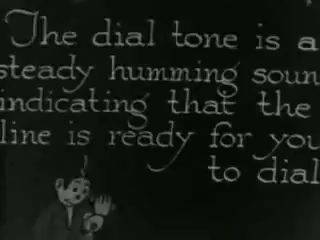 The dial tone is a
steady humming soun
indicating that the
line is ready for you
to dial